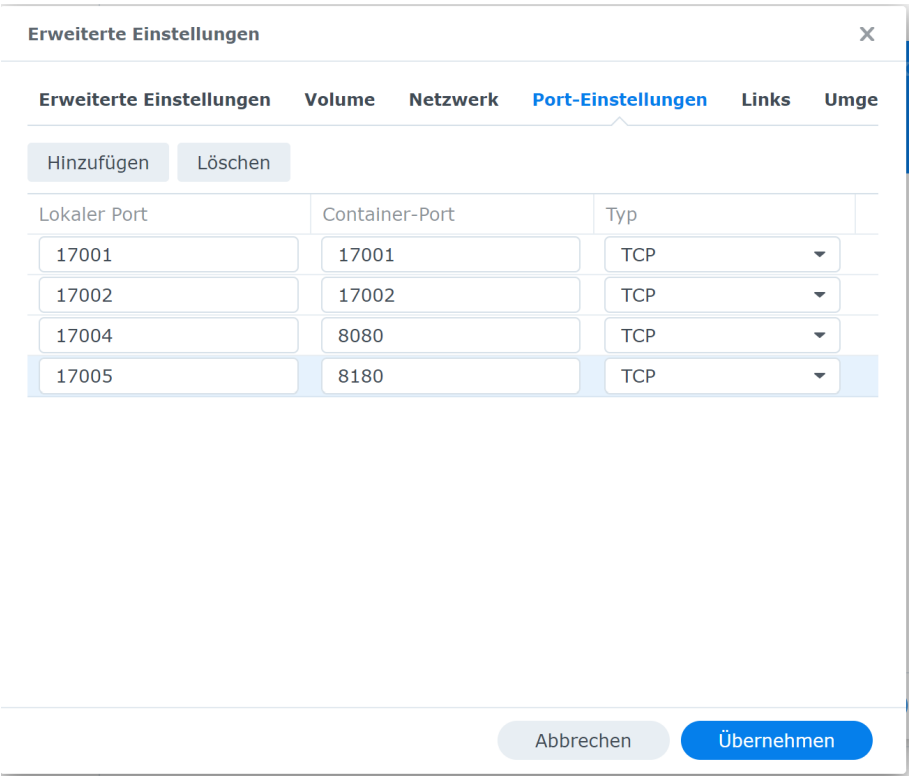 Erweiterte Einstellungen
Erweiterte Einstellungen Volume Netzwerk Port-Einstellungen Links Umge
Hinzufügen Löschen
Lokaler Port Container-Port Typ
17001 17001 TCP
17002 17002 TCP
17004 8080 TCP
17005 8180 TCP
Abbrechen Übernehmen